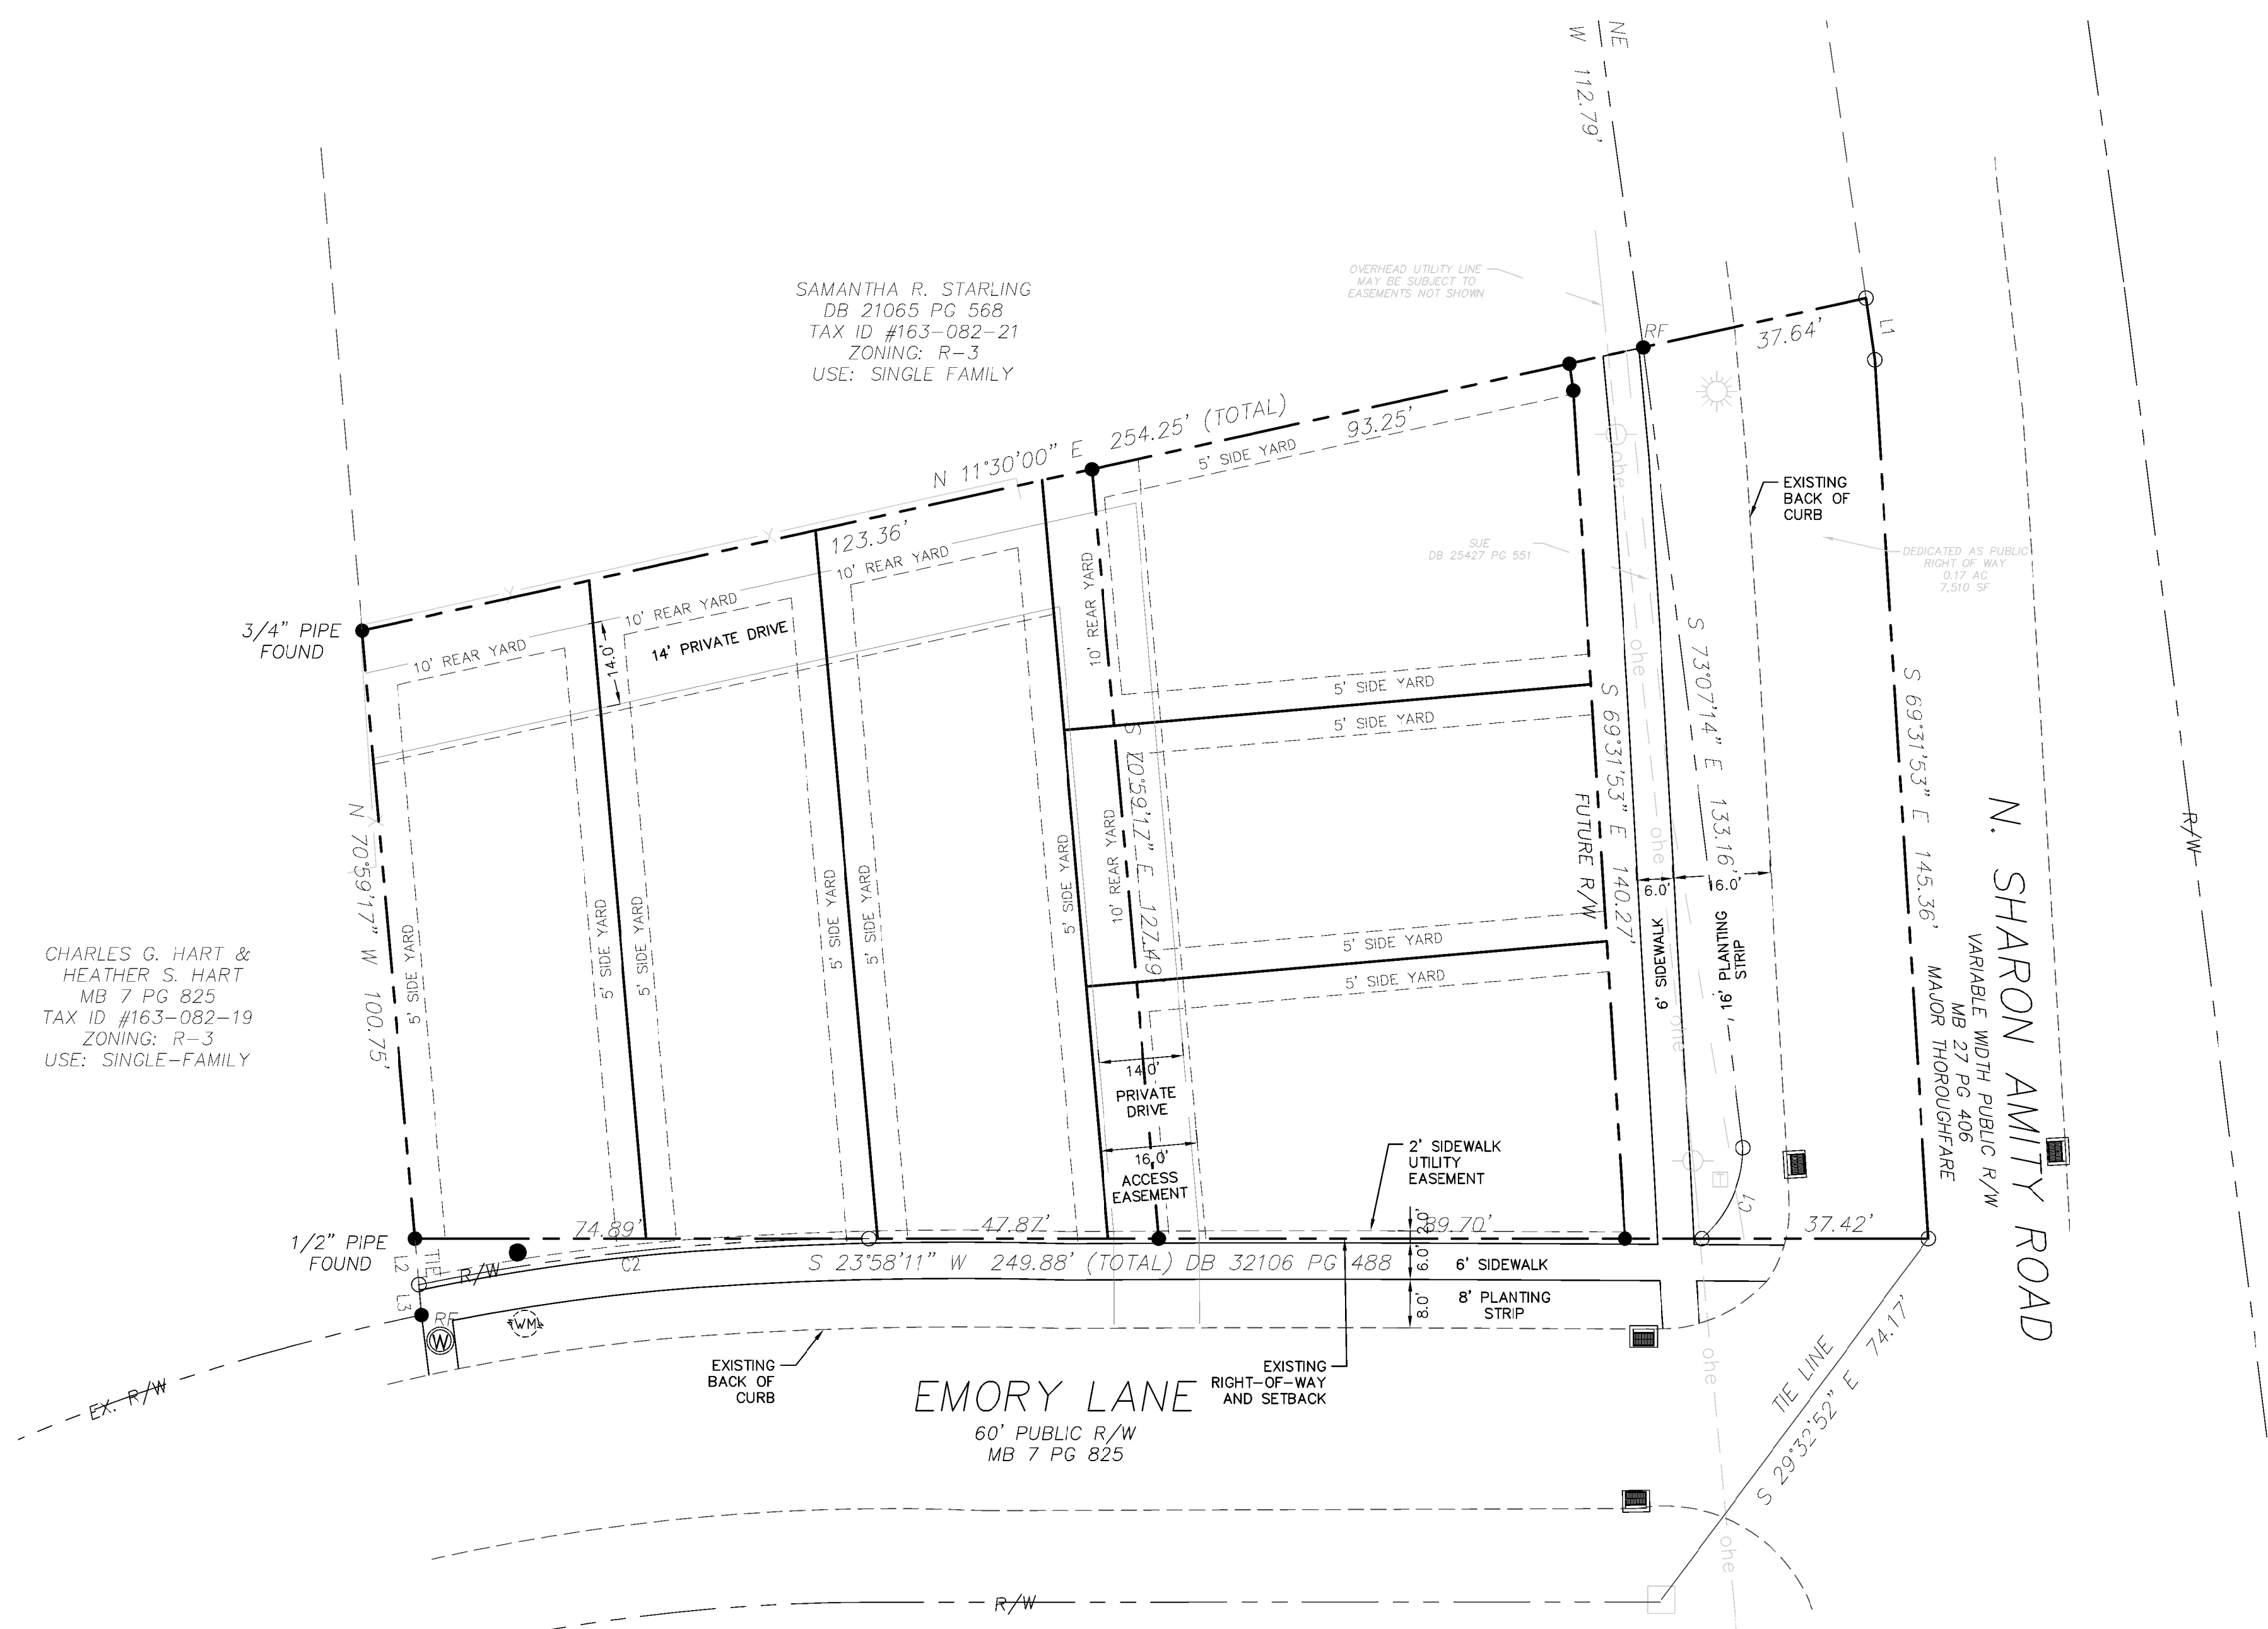 NE
W 112.79'
SAMANTHA R. STARLING
DB 21065 PG 568
TAX ID #163-082-21
ZONING: R-3
USE: SINGLE FAMILY
OVERHEAD UTILITY LINE
MAY BE SUBJECT TO
EASEMENTS NOT SHOWN
RF
37.64'
L1
N 11°30'00" E 254.25' (TOTAL)
93.25'
5' SIDE YARD
123.36'
10' REAR YARD
10' REAR YARD
10' REAR YARD
14' PRIVATE DRIVE
14.0'
10' REAR YARD
3/4" PIPE
FOUND
EXISTING
BACK OF
CURB
SUE
DB 25427 PG 551
DEDICATED AS PUBLIC
RIGHT OF WAY
0.17 AC
7,510 SF
ohe
ohe
ohe
ohe
5' SIDE YARD
5' SIDE YARD
S 70°59'17" E 127.49'
10' REAR YARD
S 69°31'53" E 140.27'
FUTURE R/W
S 73°07'14" E 133.16'
S 69°31'53" E 145.36'
6.0'
16.0'
6' SIDEWALK
16' PLANTING
STRIP
N. SHARON AMITY ROAD
VARIABLE WIDTH PUBLIC R/W
MB 27 PG 406
MAJOR THOROUGHFARE
R/W
N 70°59'17" W 100.75'
5' SIDE YARD
5' SIDE YARD
5' SIDE YARD
5' SIDE YARD
5' SIDE YARD
5' SIDE YARD
5' SIDE YARD
5' SIDE YARD
CHARLES G. HART &
HEATHER S. HART
MB 7 PG 825
TAX ID #163-082-19
ZONING: R-3
USE: SINGLE-FAMILY
14.0'
PRIVATE
DRIVE
16.0'
ACCESS
EASEMENT
2' SIDEWALK
UTILITY
EASEMENT
10' REAR YARD
1/2" PIPE
FOUND
74.89'
47.87'
89.70'
37.42'
2.0'
6.0'
8.0'
L2
TIE
L3
R/W
C2
S 23°58'11" W 249.88' (TOTAL) DB 32106 PG 488
6' SIDEWALK
8' PLANTING
STRIP
RF
W
WM
EXISTING
BACK OF
CURB
EXISTING
RIGHT-OF-WAY
AND SETBACK
EMORY LANE
60' PUBLIC R/W
MB 7 PG 825
EX. R/W
TIE LINE
S 29°32'52" E 74.17'
ohe
ohe
R/W